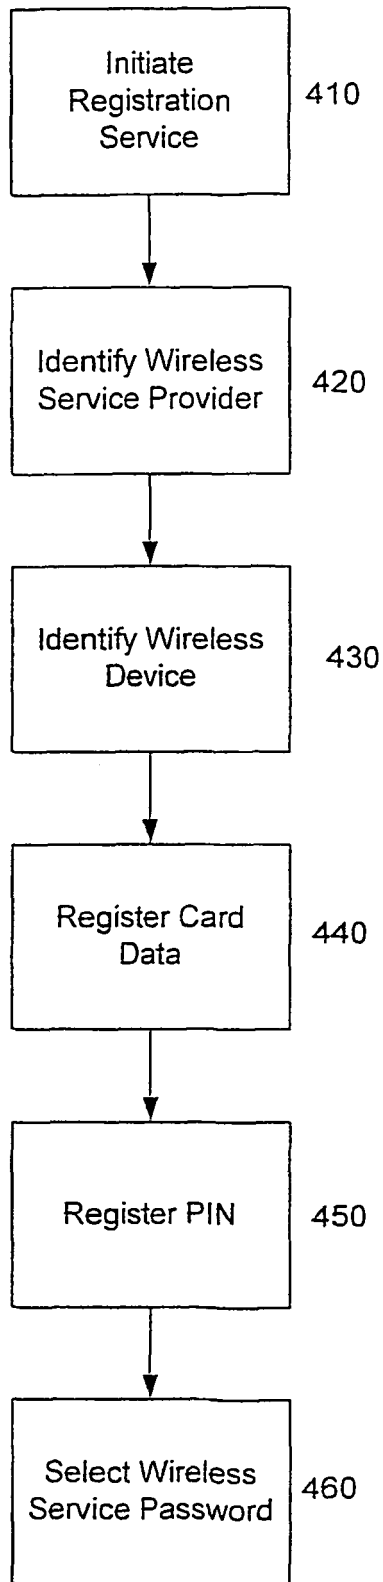 Initiate
Registration
Service
410
Identify Wireless
Service Provider
420
Identify Wireless
Device
430
Register Card
Data
440
Register PIN
450
Select Wireless
Service Password
460